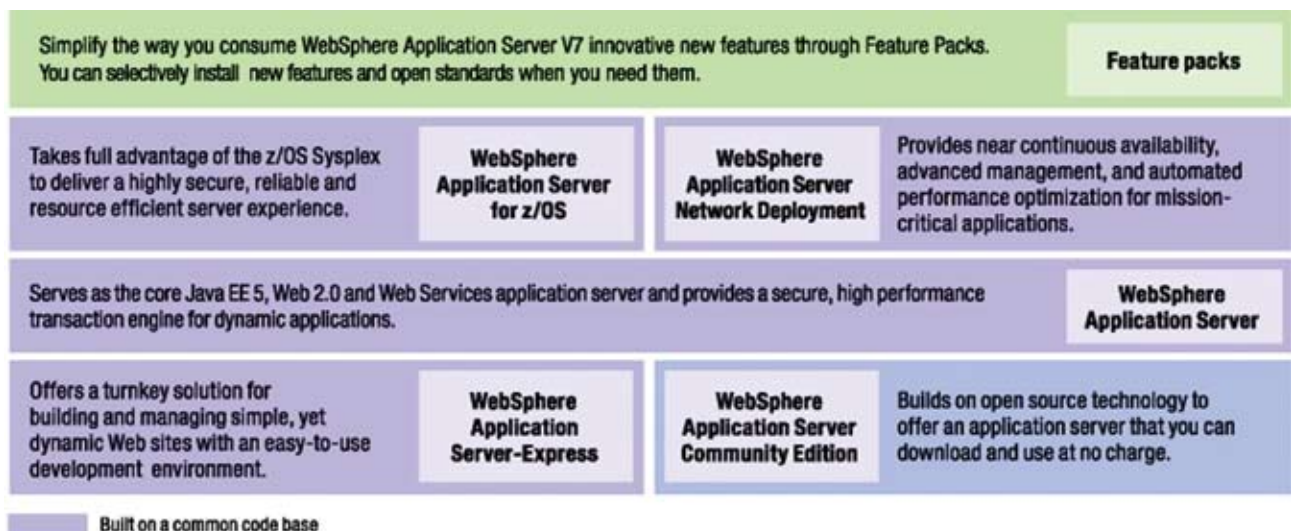 Simplify the way you consume WebSphere Application Server V7 innovative new features through Feature Packs.
You can selectively install new features and open standards when you need them.
Feature packs
Takes full advantage of the z/OS Sysplex
to deliver a highly secure, reliable and
resource efficient server experience.
WebSphere
Application Server
for z/OS
WebSphere
Application Server
Network Deployment
Provides near continuous availability,
advanced management, and automated
performance optimization for mission-
critical applications.
Serves as the core Java EE 5, Web 2.0 and Web Services application server and provides a secure, high performance
transaction engine for dynamic applications.
WebSphere
Application Server
Offers a turnkey solution for
building and managing simple, yet
dynamic Web sites with an easy-to-use
development environment.
WebSphere
Application
Server-Express
WebSphere
Application Server
Community Edition
Builds on open source technology to
offer an application server that you can
download and use at no charge.
Built on a common code base